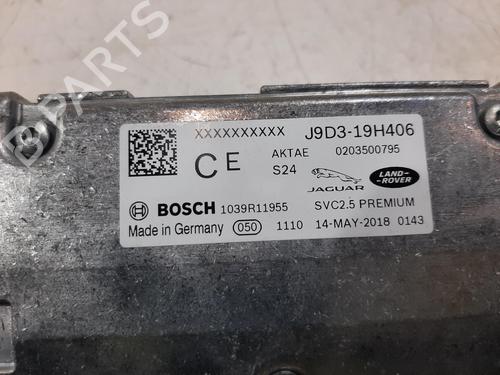 B PARTS
XXXXXXXXXX J9D3-19H406
CE AKTAE 0203500795
S24 JAGUAR LAND-ROVER
BOSCH 1039R11955 SVC2.5 PREMIUM
Made in Germany 050 1110 14-MAY-2018 0143